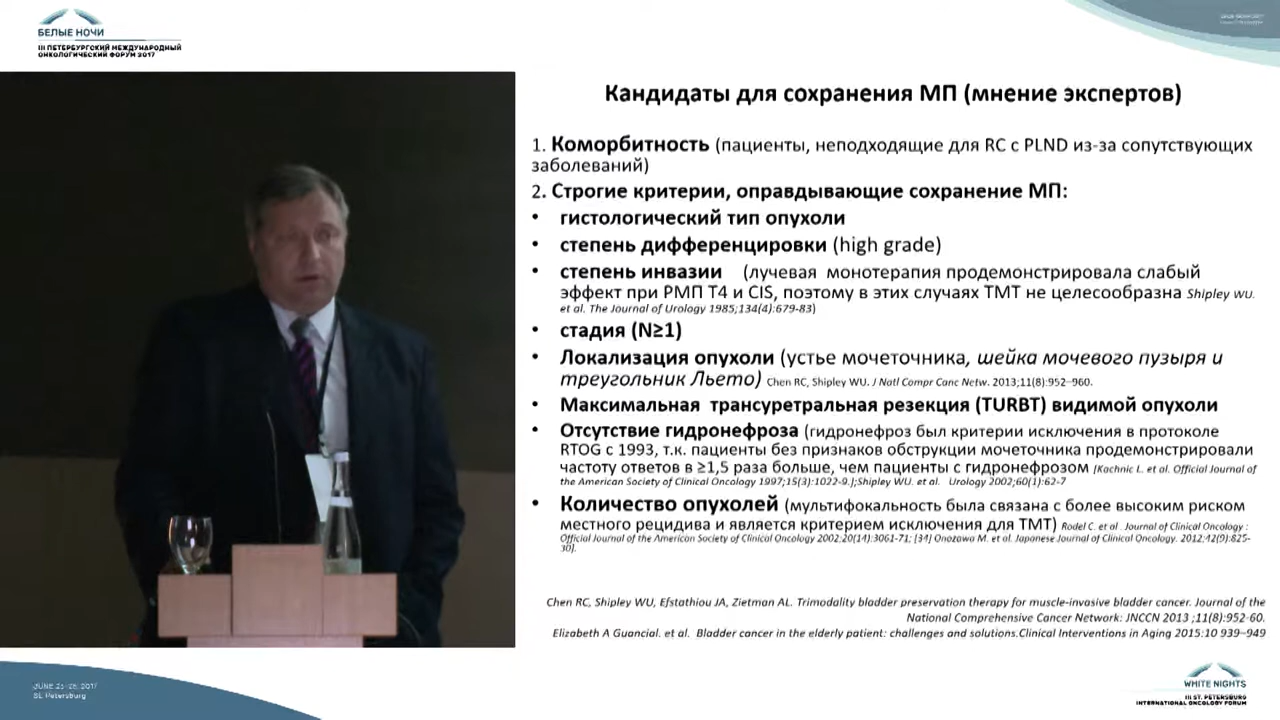 БЕЛЫЕ НОЧИ
III ПЕТЕРБУРГСКИЙ МЕЖДУНАРОДНЫЙ
ОНКОЛОГИЧЕСКИЙ ФОРУМ 2017
Кандидаты для сохранения МП (мнение экспертов)
1. Коморбитность (пациенты, неподходящие для RC с PLND из-за сопутствующих
заболеваний)
2. Строгие критерии, оправдывающие сохранение МП:
• гистологический тип опухоли
• степень дифференцировки (high grade)
• степень инвазии (лучевая монотерапия продемонстрировала слабый
эффект при РМП T4 и CIS, поэтому в этих случаях ТМТ не целесообразна Shipley WU.
et al. The Journal of Urology 1985;134(4):679-83)
• стадия (N≥1)
• Локализация опухоли (устье мочеточника, шейка мочевого пузыря и
треугольник Льето) Chen RC, Shipley WU. J Natl Compr Canc Netw. 2013;11(8):952–960.
• Максимальная трансуретральная резекция (TURBT) видимой опухоли
• Отсутствие гидронефроза (гидронефроз был критерии исключения в протоколе
RTOG с 1993, т.к. пациенты без признаков обструкции мочеточника продемонстрировали
частоту ответов в ≥1,5 раза больше, чем пациенты с гидронефрозом [Kachnic L. et al. Official Journal of
the American Society of Clinical Oncology 1997;15(3):1022-9.];Shipley WU. et al. Urology 2002;60(1):62-7
• Количество опухолей (мультифокальность была связана с более высоким риском
местного рецидива и является критерием исключения для ТМТ) Rodel C. et al. Journal of Clinical Oncology :
Official Journal of the American Society of Clinical Oncology 2002;20(14):3061-71; [34] Onozawa M. et al. Japanese Journal of Clinical Oncology. 2012;42(9):825-
30].
Chen RC, Shipley WU, Efstathiou JA, Zietman AL. Trimodality bladder preservation therapy for muscle-invasive bladder cancer. Journal of the
National Comprehensive Cancer Network: JNCCN 2013 ;11(8):952-60.
Elizabeth A Guancial. et al. Bladder cancer in the elderly patient: challenges and solutions.Clinical Interventions in Aging 2015:10 939–949
St. Petersburg
WHITE NIGHTS
III ST. PETERSBURG
INTERNATIONAL ONCOLOGY FORUM